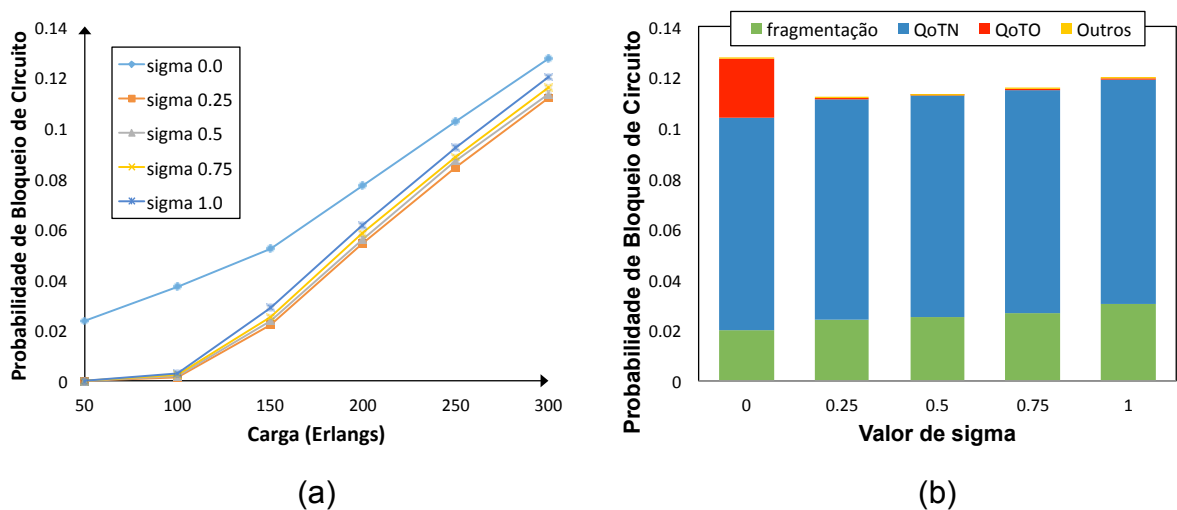 Probabilidade de Bloqueio de CIrcuito
0.14
0.12
0.1
0.08
0.06
0.04
0.02
0
sigma 0.0
sigma 0.25
sigma 0.5
sigma 0.75
sigma 1.0
50 100 150 200 250 300
Carga (Erlangs)
(a)
Probabilidade de Bloqueio de Circuito
0.14
0.12
0.1
0.08
0.06
0.04
0.02
0
fragmentação QoTN QoTO Outros
0 0.25 0.5 0.75 1
Valor de sigma
(b)